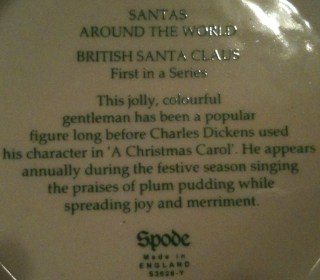 SANTAS
AROUND THE WORLD
BRITISH SANTA CLAUS
First in a Series
This jolly, colourful
gentleman has been a popular
figure long before Charles Dickens used
his character in 'A Christmas Carol'. He appears
annually during the festive season singing
the praises of plum pudding while
spreading joy and merriment.
Spode
Made in
ENGLAND
S3628-Y